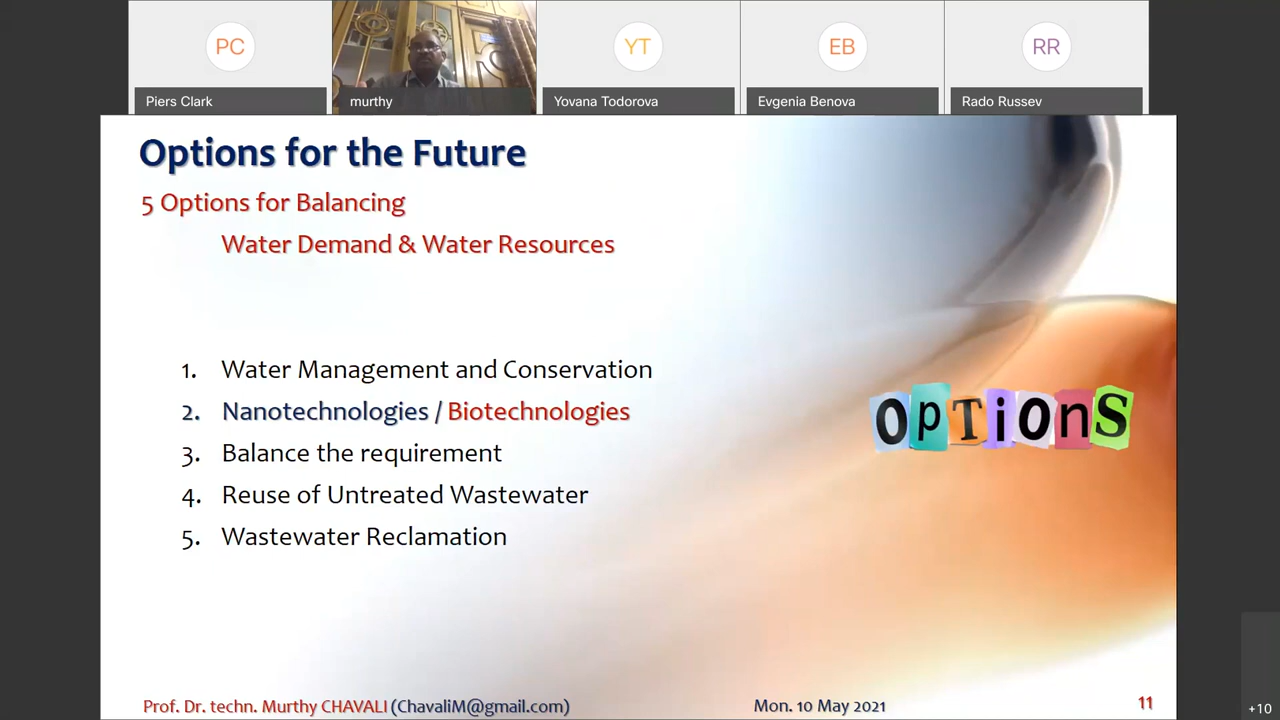 PC
YT
EB
RR
Piers Clark
murthy
Yovana Todorova
Evgenia Benova
Rado Russev
Options for the Future
5 Options for Balancing
Water Demand & Water Resources
1. Water Management and Conservation
2. Nanotechnologies / Biotechnologies
3. Balance the requirement
4. Reuse of Untreated Wastewater
5. Wastewater Reclamation
OpTionS
Prof. Dr. techn. Murthy CHAVALI (ChavaliM@gmail.com)
Mon. 10 May 2021
11
+10